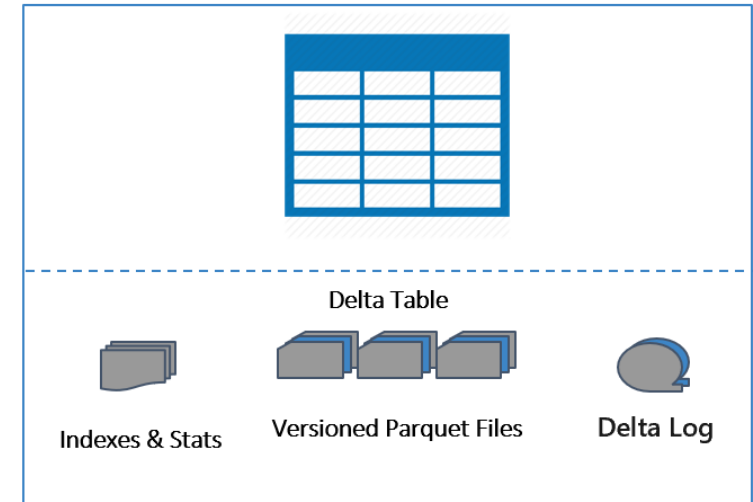 Delta Table
Indexes & Stats
Versioned Parquet Files
Delta Log